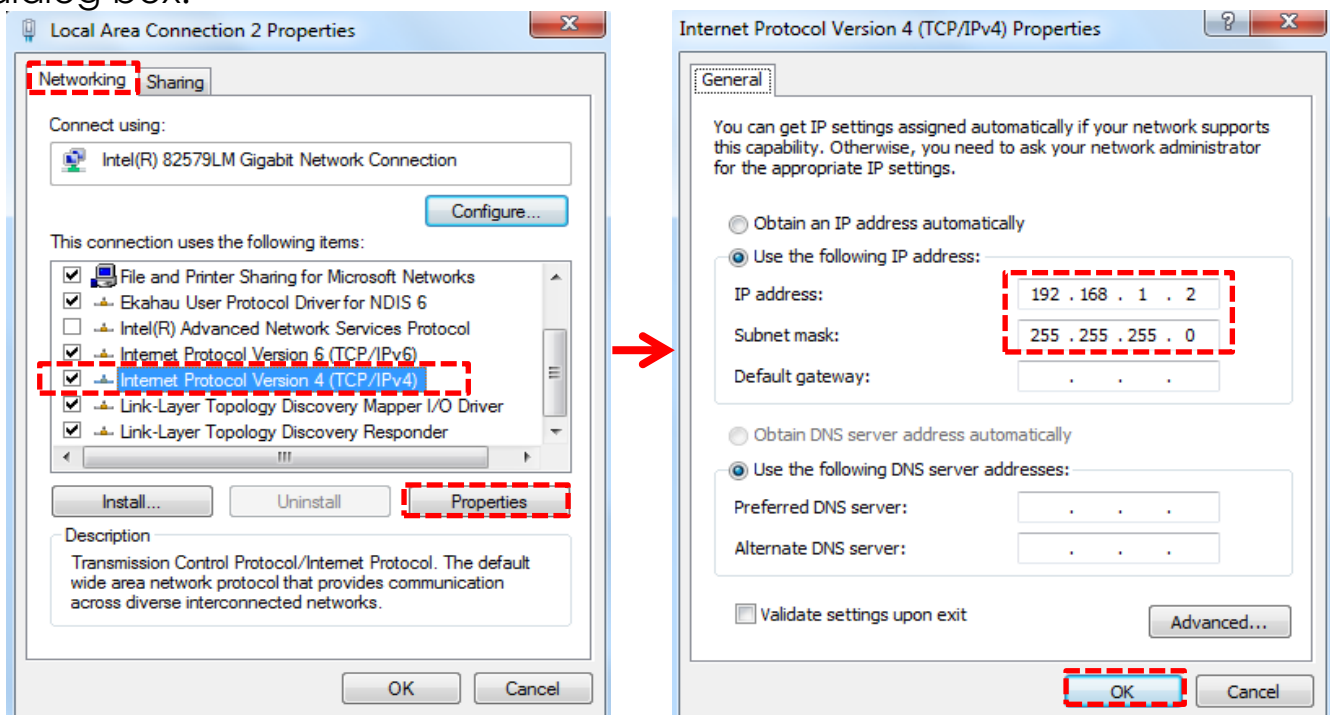 dialog box.
Local Area Connection 2 Properties
Networking
Sharing
Connect using:
Intel(R) 82579LM Gigabit Network Connection
Configure...
This connection uses the following items:
File and Printer Sharing for Microsoft Networks
Ekahau User Protocol Driver for NDIS 6
Intel(R) Advanced Network Services Protocol
Internet Protocol Version 6 (TCP/IPv6)
Internet Protocol Version 4 (TCP/IPv4)
Link-Layer Topology Discovery Mapper I/O Driver
Link-Layer Topology Discovery Responder
Install...
Uninstall
Properties
Description
Transmission Control Protocol/Internet Protocol. The default
wide area network protocol that provides communication
across diverse interconnected networks.
OK
Cancel
Internet Protocol Version 4 (TCP/IPv4) Properties
General
You can get IP settings assigned automatically if your network supports
this capability. Otherwise, you need to ask your network administrator
for the appropriate IP settings.
Obtain an IP address automatically
Use the following IP address:
IP address:
192 . 168 . 1 . 2
Subnet mask:
255 . 255 . 255 . 0
Default gateway:
. . .
Obtain DNS server address automatically
Use the following DNS server addresses:
Preferred DNS server:
. . .
Alternate DNS server:
. . .
Validate settings upon exit
Advanced...
OK
Cancel